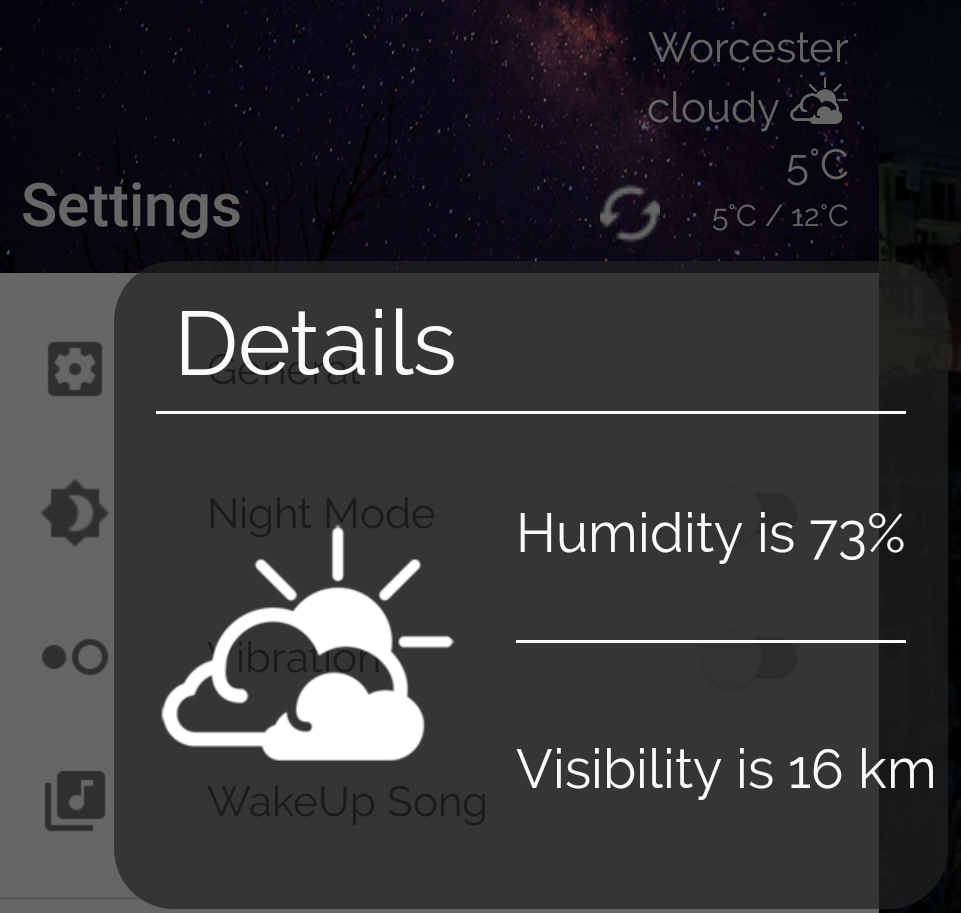 Worcester
cloudy
5°C
Settings
5°C / 12°C
Details
General
Night Mode
Humidity is 73%
Vibration
Visibility is 16 km
WakeUp Song